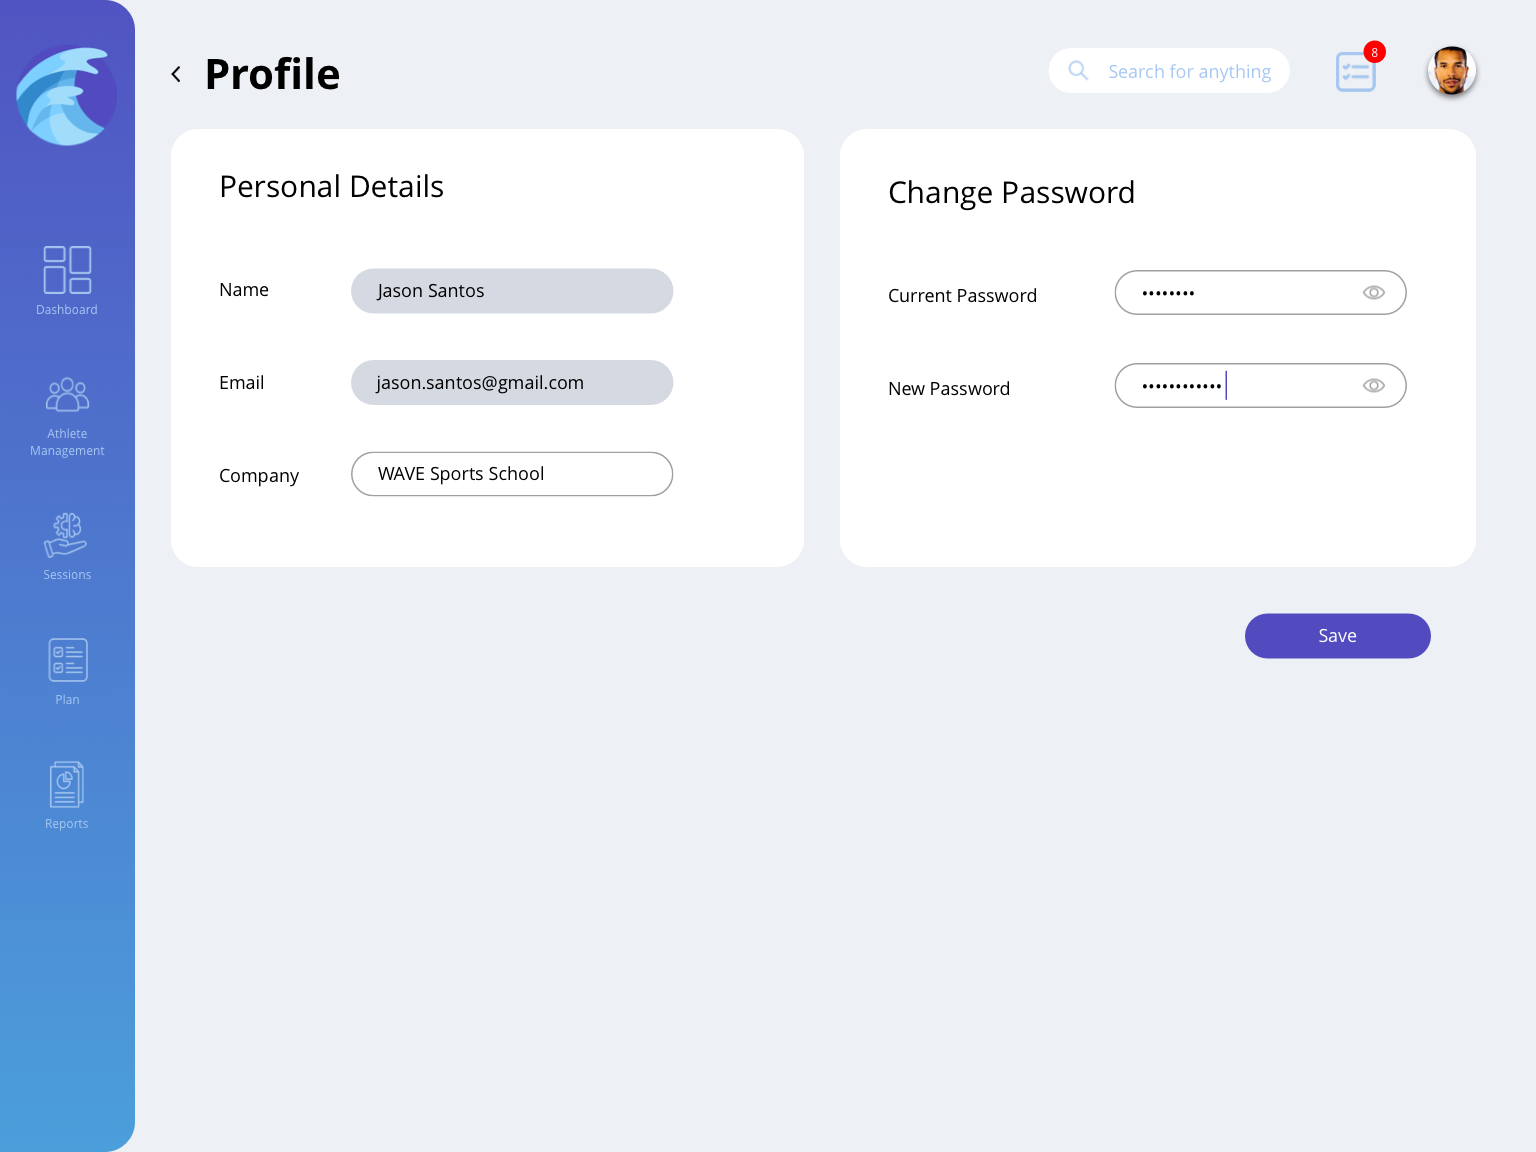 Profile
Search for anything
8
Dashboard
Athlete
Management
Sessions
Plan
Reports
Personal Details
Name
Jason Santos
Email
jason.santos@gmail.com
Company
WAVE Sports School
Change Password
Current Password
••••••••
New Password
••••••••••••
Save